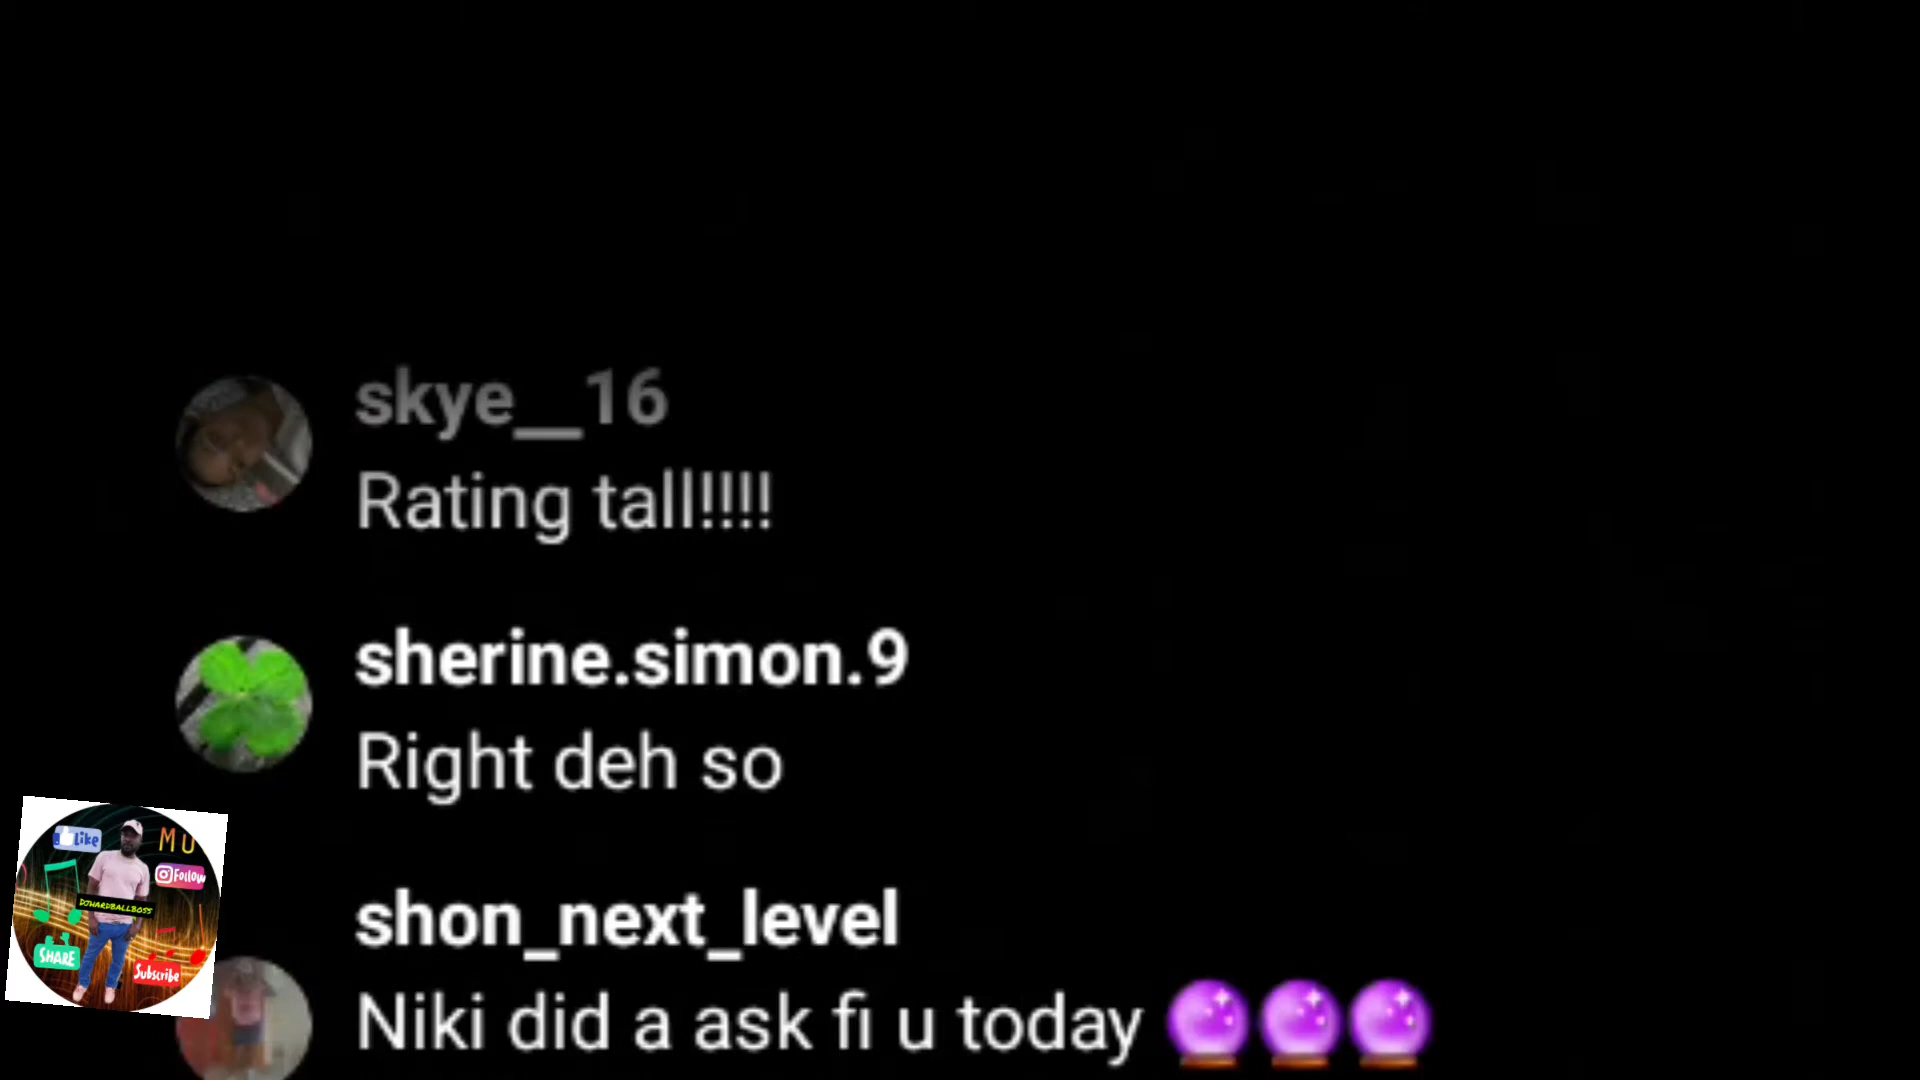 skye__16
Rating tall!!!!
sherine.simon.9
Right deh so
shon_next_level
Niki did a ask fi u today 🔮🔮🔮
Like
MU
Follow
DJHARDBALLBOSS
SHARE
Subscribe